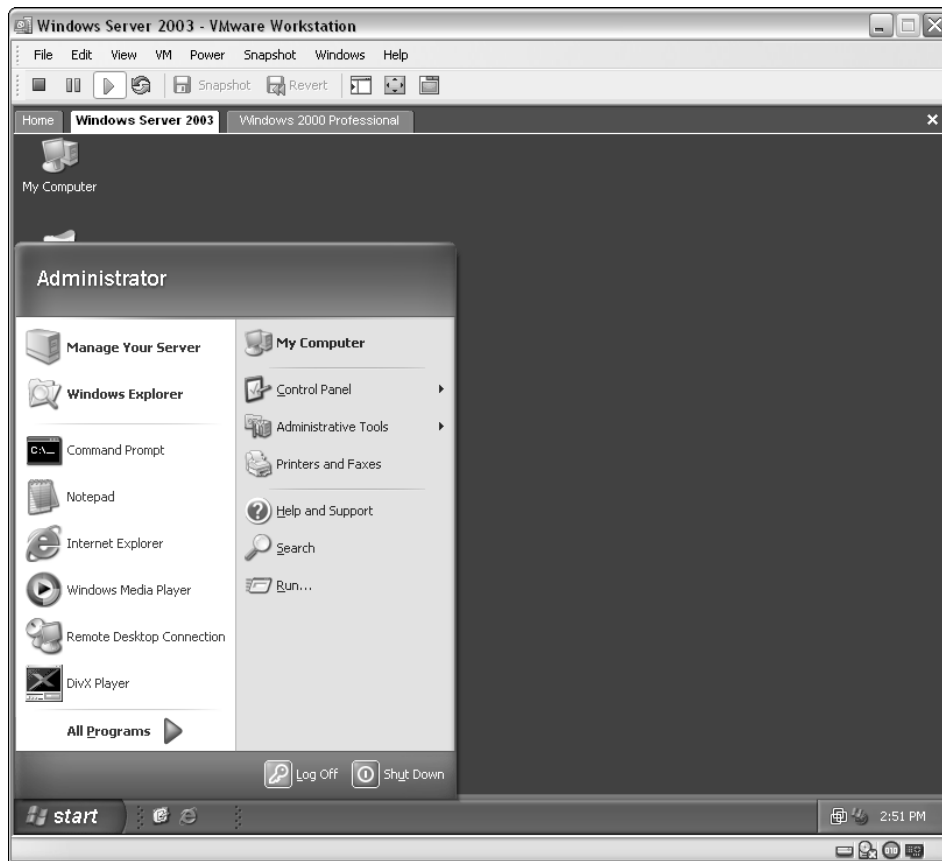 Windows Server 2003 - VMware Workstation
File Edit View VM Power Snapshot Windows Help
Snapshot Revert
Home Windows Server 2003 Windows 2000 Professional
My Computer
Administrator
Manage Your Server
Windows Explorer
C:\_
Command Prompt
Notepad
Internet Explorer
Windows Media Player
Remote Desktop Connection
DivX Player
All Programs
My Computer
Control Panel
Administrative Tools
Printers and Faxes
Help and Support
Search
Run...
Log Off Shut Down
start 2:51 PM